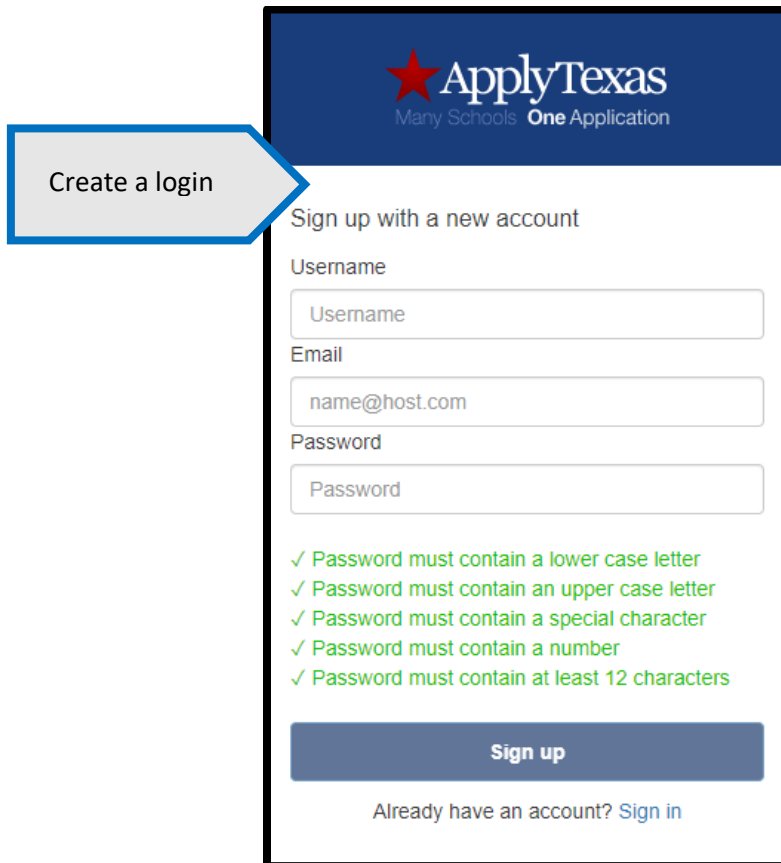 ApplyTexas
Many Schools One Application
Create a login
Sign up with a new account
Username
Username
Email
name@host.com
Password
Password
✓ Password must contain a lower case letter
✓ Password must contain an upper case letter
✓ Password must contain a special character
✓ Password must contain a number
✓ Password must contain at least 12 characters
Sign up
Already have an account? Sign in